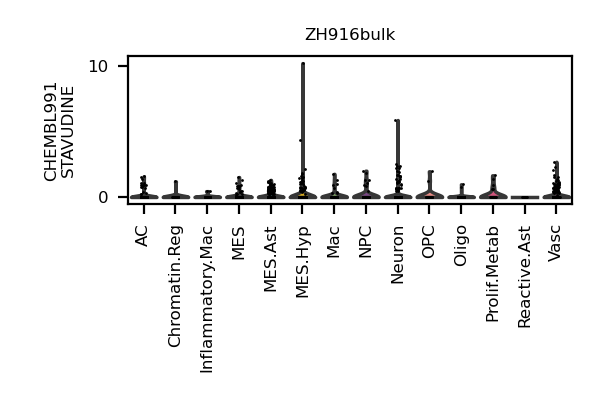 ZH916bulk
CHEMBL991
STAVUDINE
10
0
AC
Chromatin.Reg
Inflammatory.Mac
MES
MES.Ast
MES.Hyp
Mac
NPC
Neuron
OPC
Oligo
Prolif.Metab
Reactive.Ast
Vasc